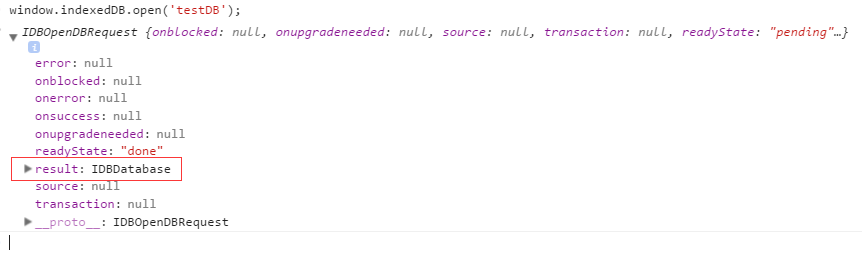 window.indexedDB.open('testDB');
IDBOpenDBRequest {onblocked: null, onupgradeneeded: null, source: null, transaction: null, readyState: "pending"…}
i
error: null
onblocked: null
onerror: null
onsuccess: null
onupgradeneeded: null
readyState: "done"
result: IDBDatabase
source: null
transaction: null
__proto__: IDBOpenDBRequest